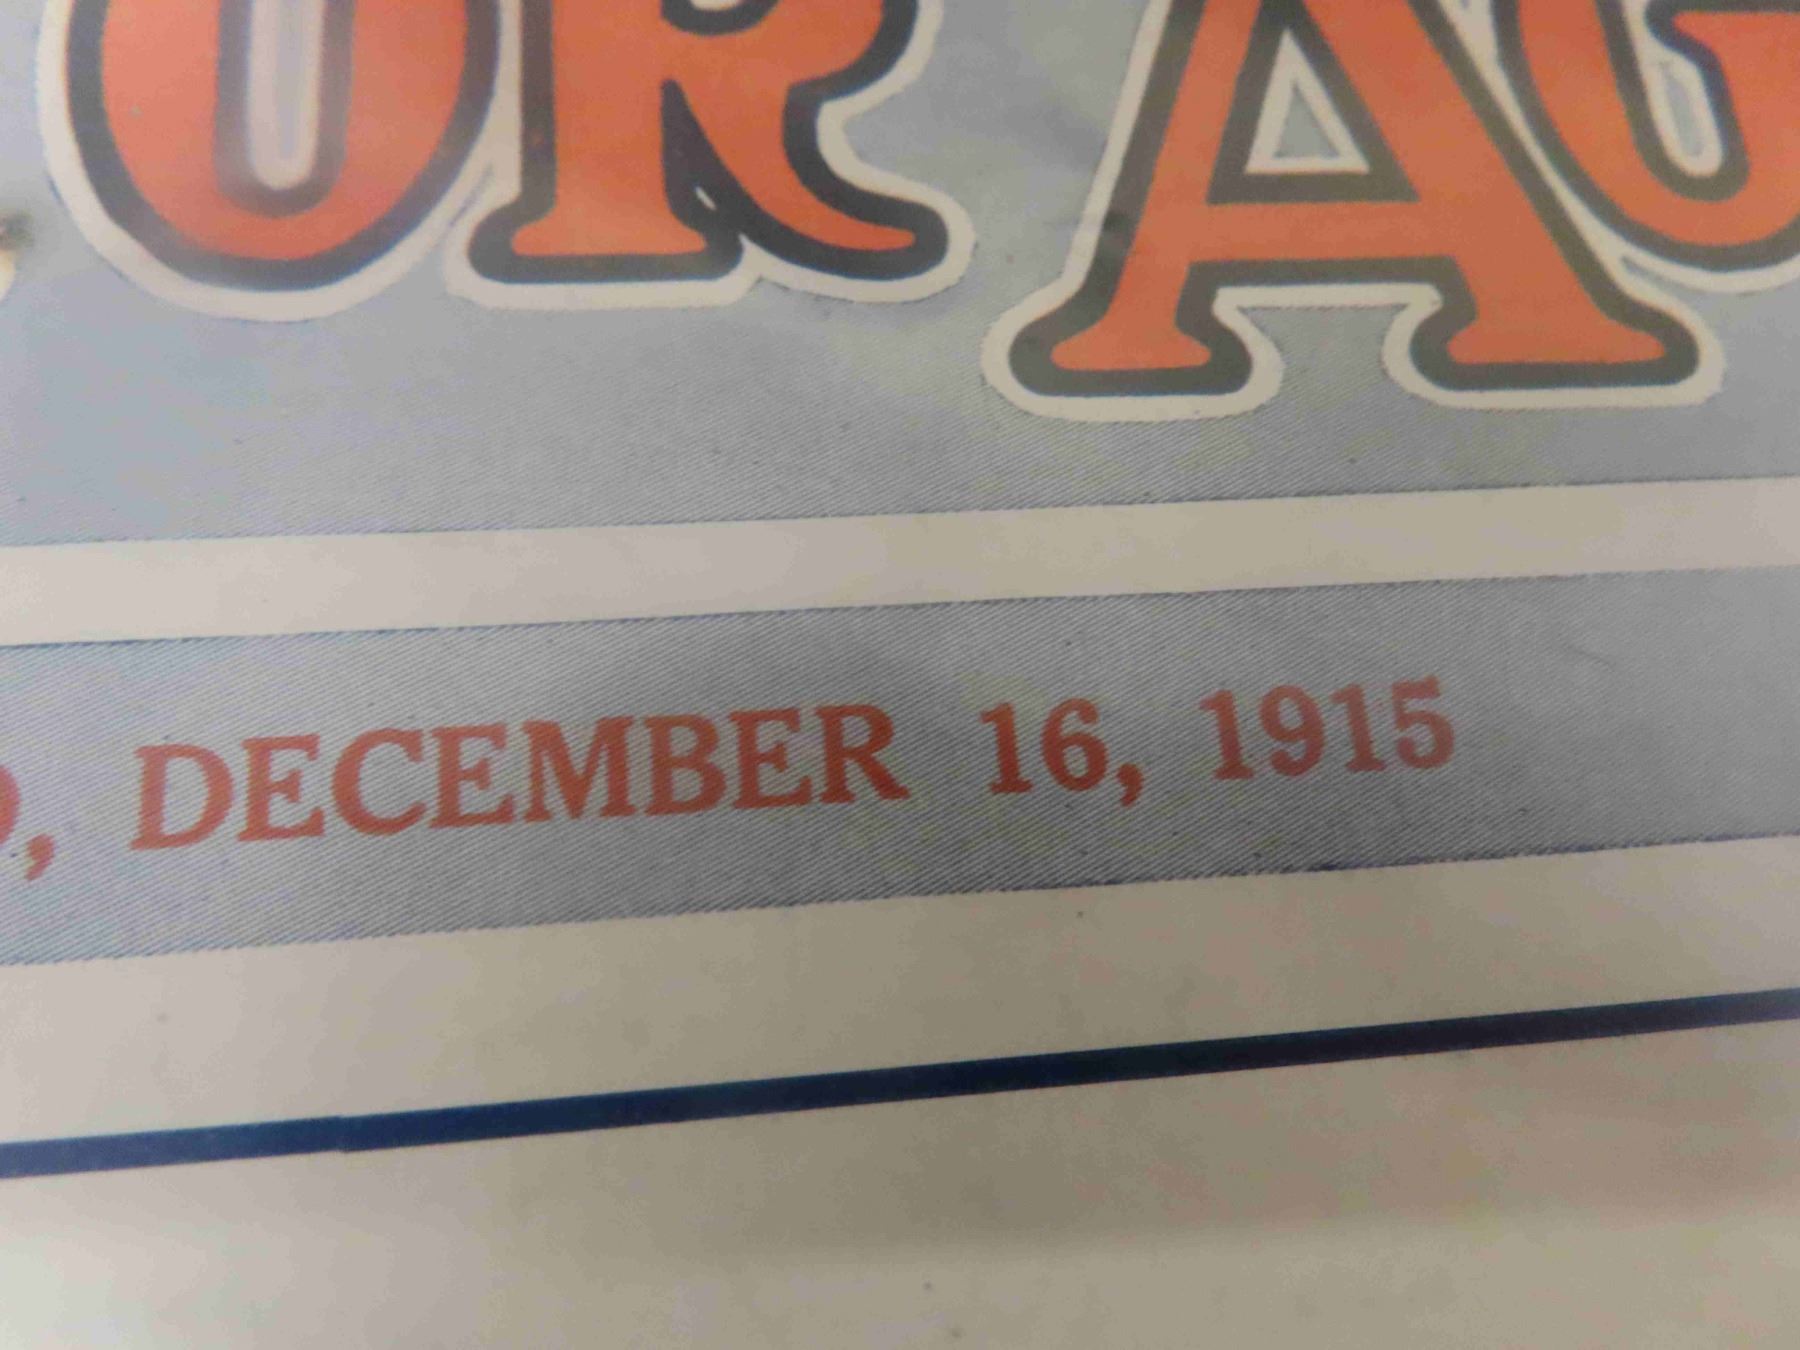 OR AG
, DECEMBER 16, 1915